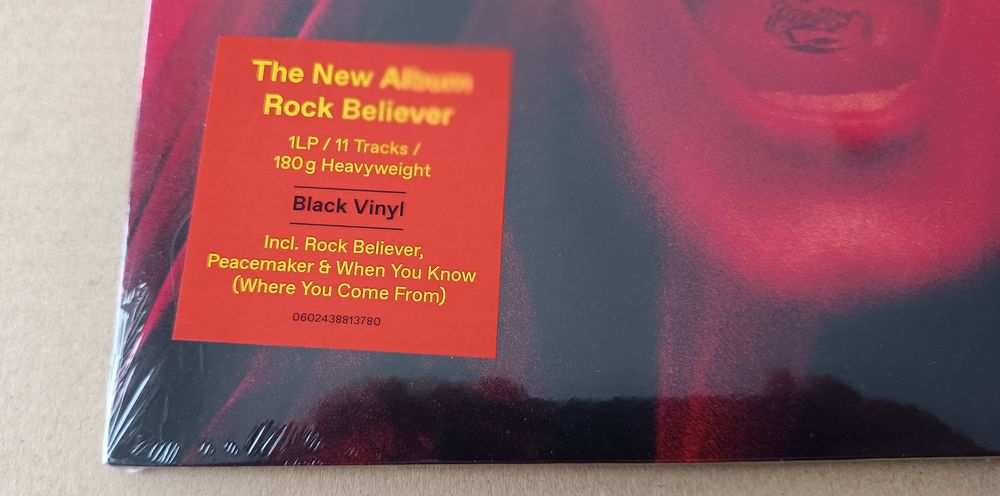 The New Album
Rock Believer
1LP / 11 Tracks /
180 g Heavyweight
Black Vinyl
Incl. Rock Believer,
Peacemaker & When You Know
(Where You Come From)
0602438813780